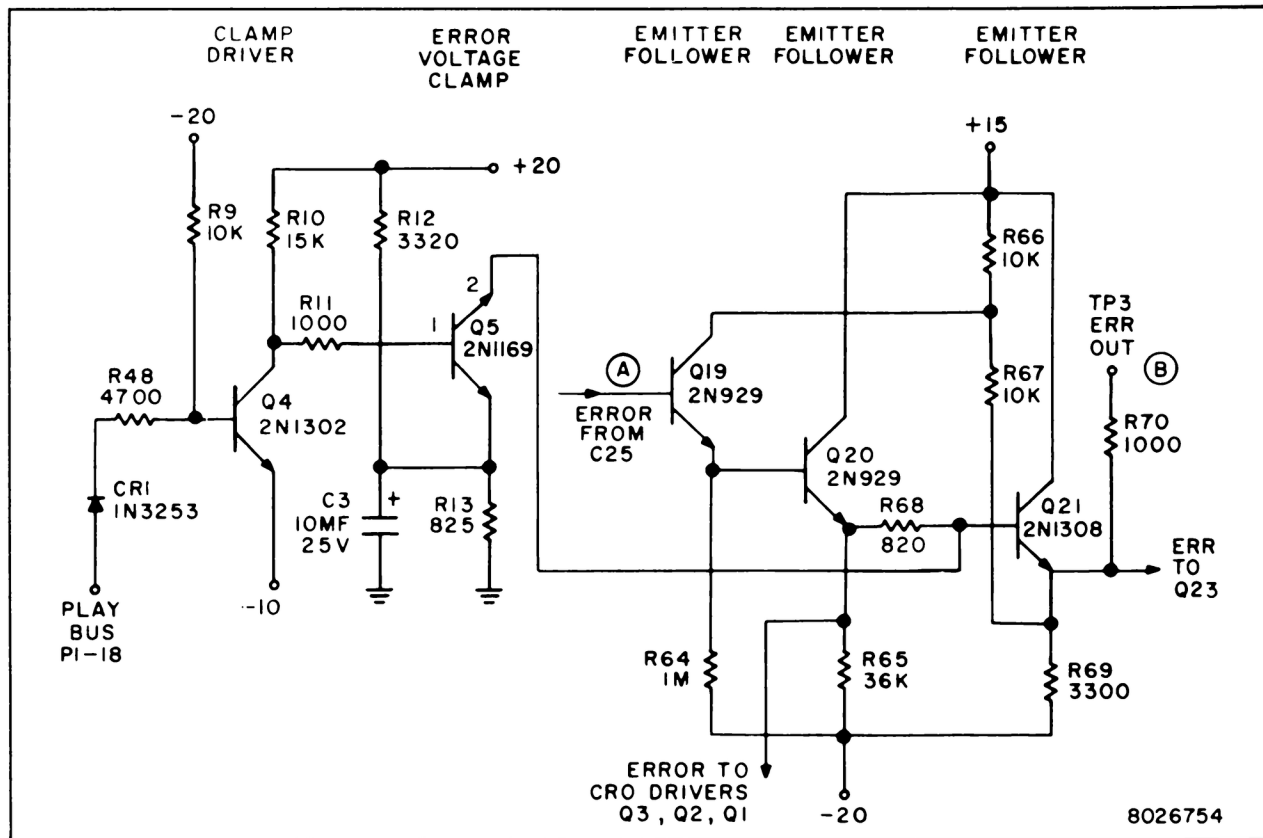 CLAMP
DRIVER
ERROR
VOLTAGE
CLAMP
EMITTER
FOLLOWER
EMITTER
FOLLOWER
EMITTER
FOLLOWER
-20
+20
+15
R9
10K
R10
15K
R12
3320
R66
10K
2
R11
1000
1
Q5
2N1169
TP3
ERR
OUT
B
A
Q19
2N929
R67
10K
R48
4700
Q4
2N1302
ERROR
FROM
C25
R70
1000
Q20
2N929
CR1
1N3253
C3
10MF
25V
+
R13
825
R68
820
Q21
2N1308
ERR
TO
Q23
-10
PLAY
BUS
P1-18
R64
1M
R65
36K
R69
3300
ERROR TO
CRO DRIVERS
Q3, Q2, Q1
-20
8026754